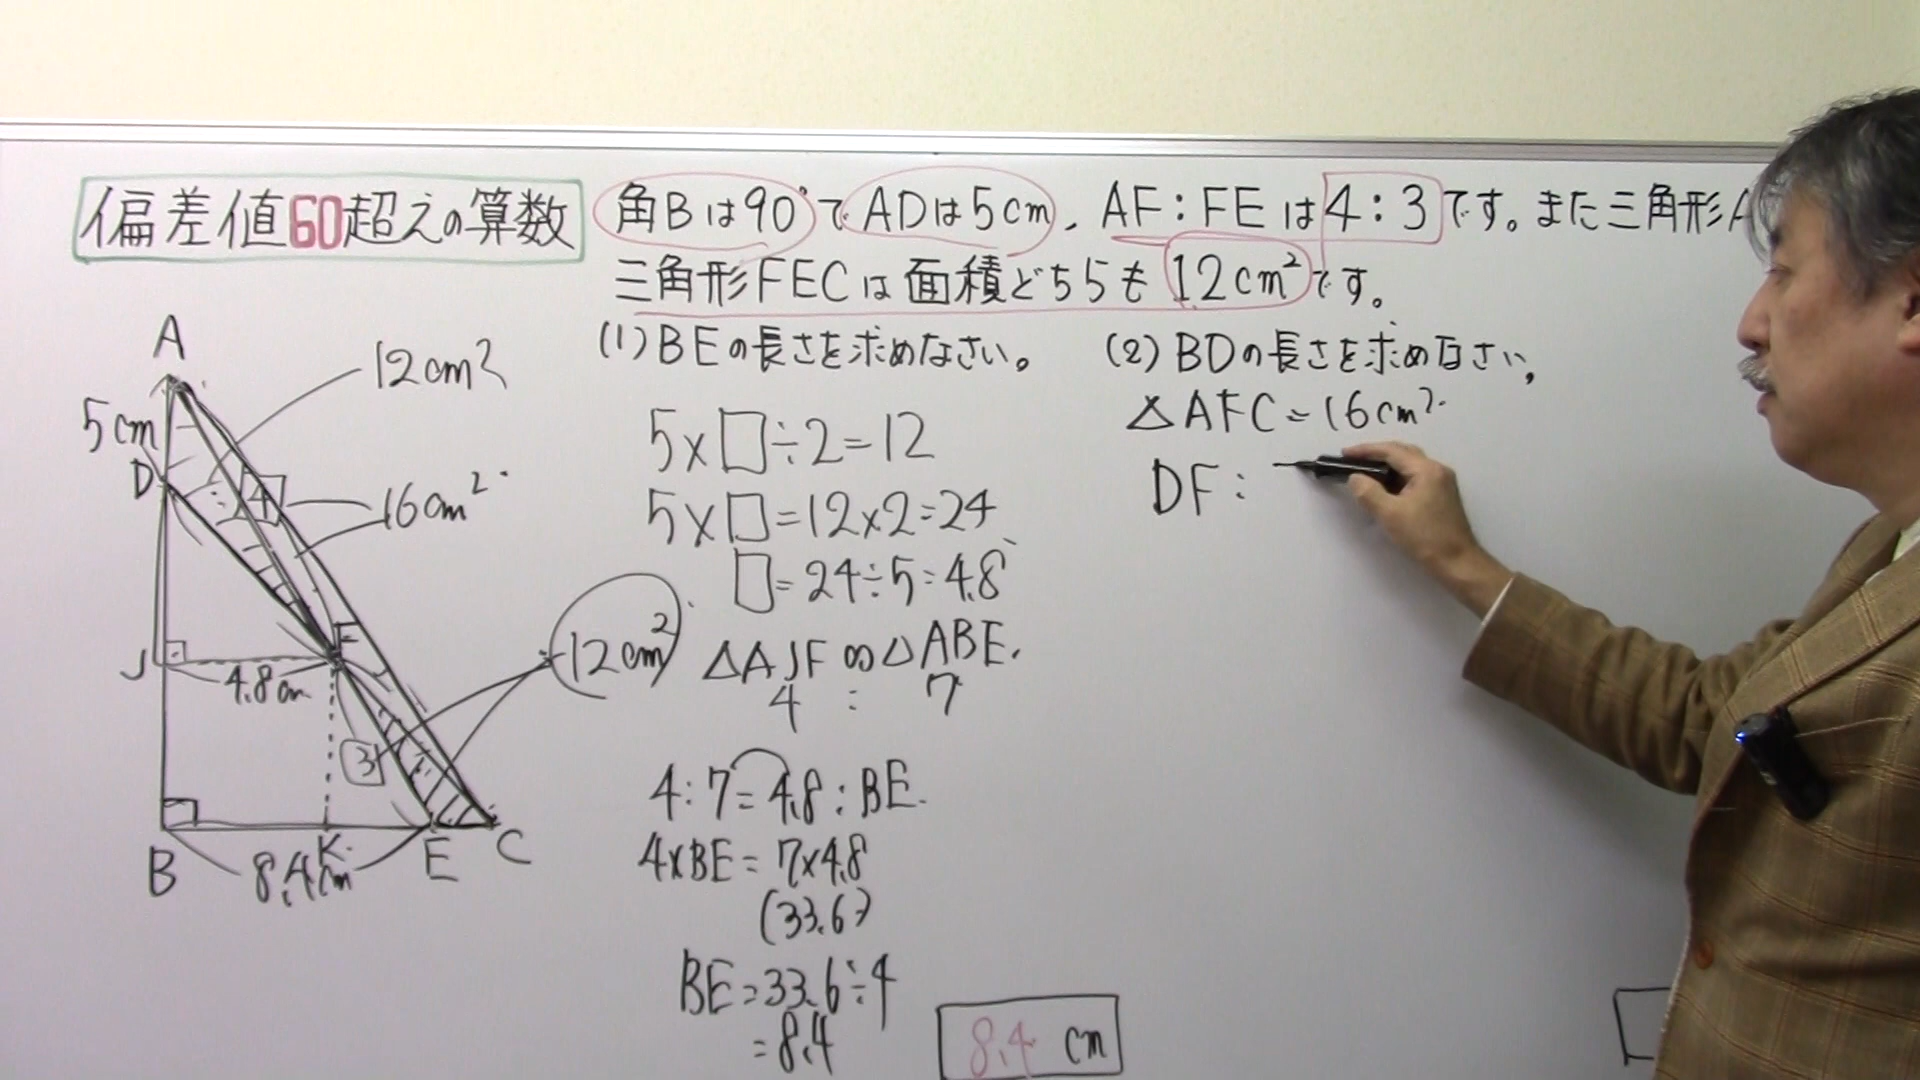 偏差値60超えの算数
角Bは90°でADは5cm、AF:FEは4:3です。また三角形A
三角形FECは面積どちらも12cm²です。
(1)BEの長さを求めなさい。
(2)BDの長さを求めなさい。
A
12cm²
5cm
D
4
16cm²
F
J
4.8cm
12cm²
3
B
K
E
C
8.4cm
5×□÷2=12
5×□=12×2=24
□=24÷5=4.8
△AJF∽△ABE.
4:7
4:7=4.8:BE.
4×BE=7×4.8
(33.6)
BE=33.6÷4
=8.4
8.4 cm
△AFC=16cm²
DF: